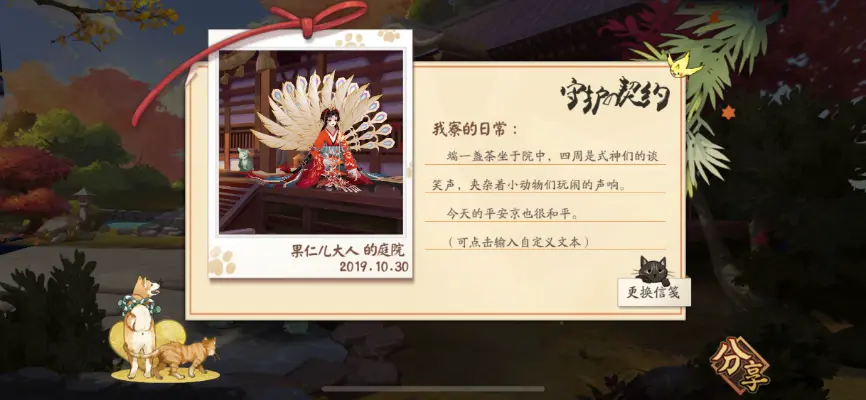 守护の契约
我寮的日常：
端一盏茶坐于院中，四周是式神们的谈
笑声，夹杂着小动物们玩闹的声响。
今天的平安京也很和平。
（可点击输入自定义文本）
果仁儿大人 的庭院
2019.10.30
更换信笺
分享